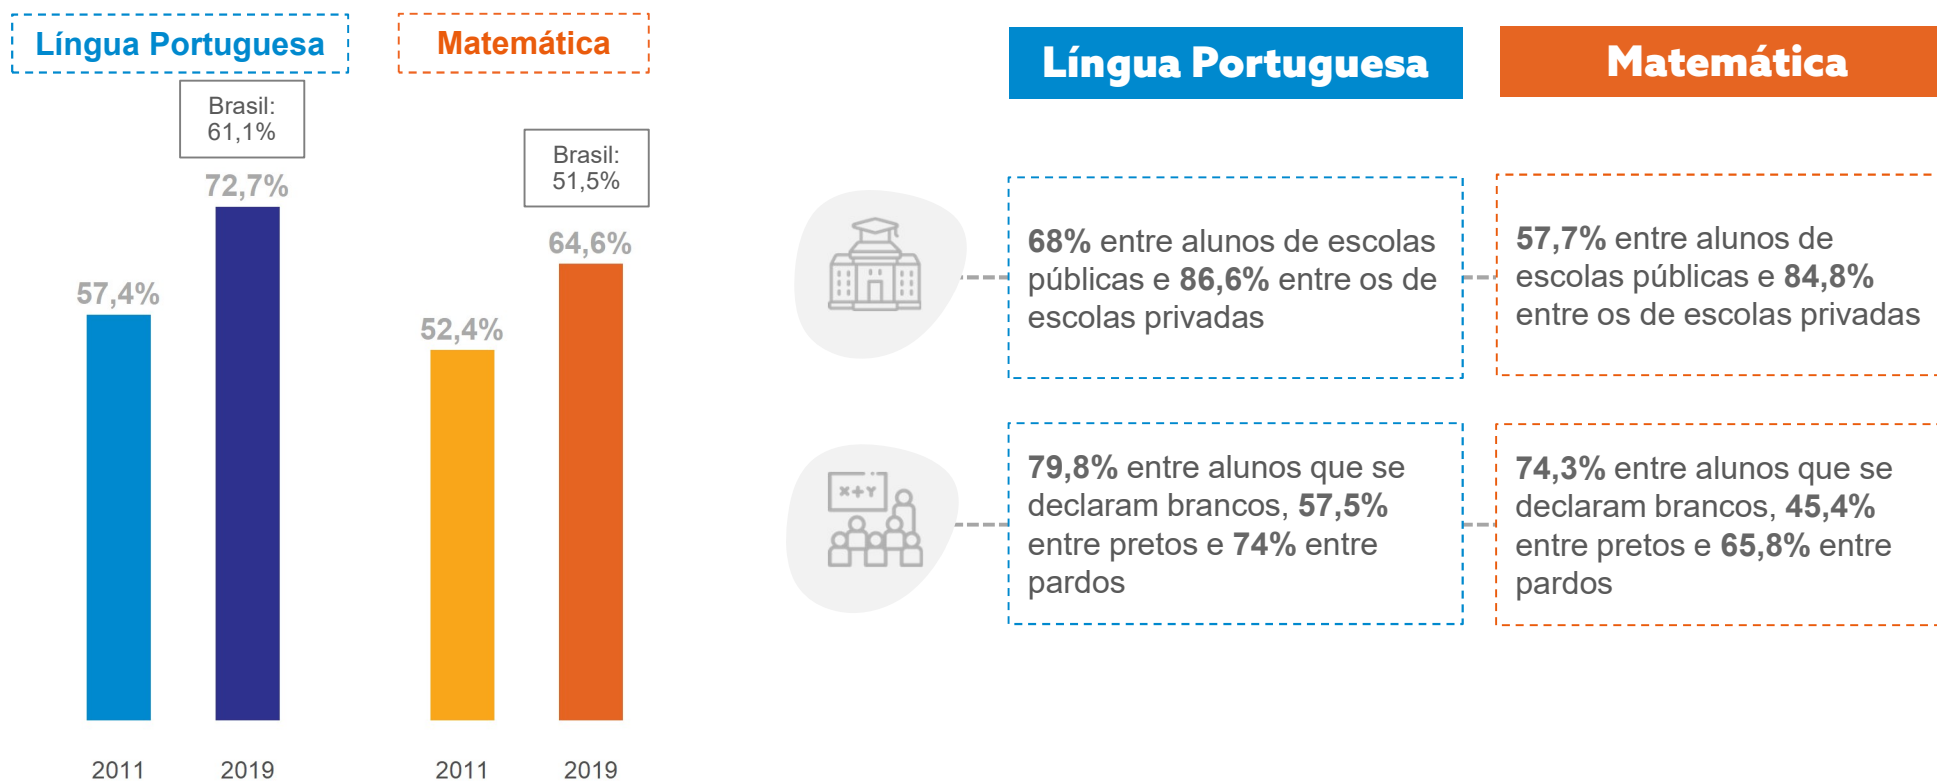 Língua Portuguesa
Brasil:
61,1%
72,7%
57,4%
2011
2019
Matemática
Brasil:
51,5%
64,6%
52,4%
2011
2019
Língua Portuguesa
Matemática
68% entre alunos de escolas
públicas e 86,6% entre os de
escolas privadas
57,7% entre alunos de
escolas públicas e 84,8%
entre os de escolas privadas
X+Y
79,8% entre alunos que se
declaram brancos, 57,5%
entre pretos e 74% entre
pardos
74,3% entre alunos que se
declaram brancos, 45,4%
entre pretos e 65,8% entre
pardos